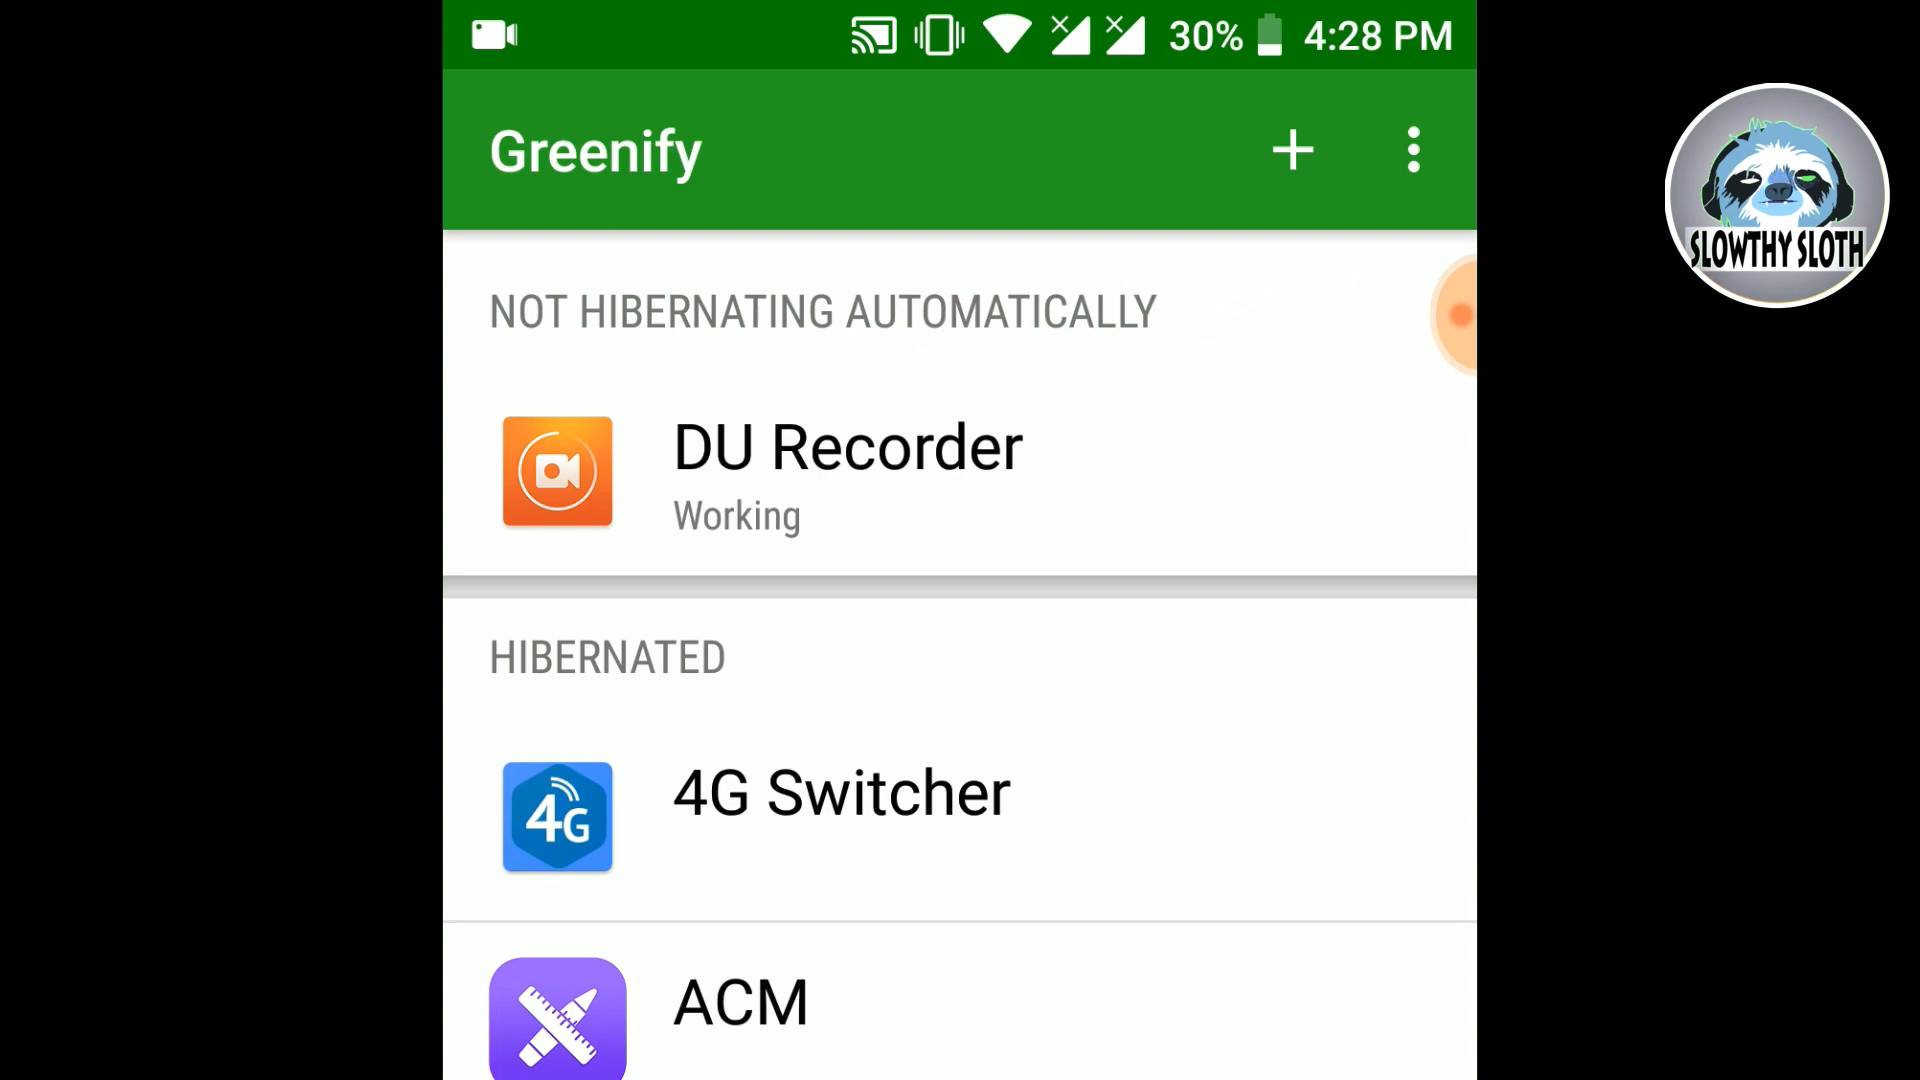 30% 4:28 PM
Greenify
SLOWTHY SLOTH
NOT HIBERNATING AUTOMATICALLY
DU Recorder
Working
HIBERNATED
4G
4G Switcher
ACM